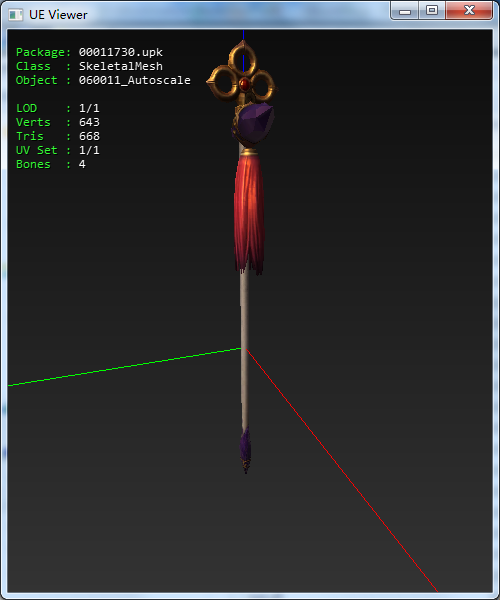 UE Viewer
Package: 00011730.upk
Class  : SkeletalMesh
Object : 060011_Autoscale
LOD    : 1/1
Verts  : 643
Tris   : 668
UV Set : 1/1
Bones  : 4